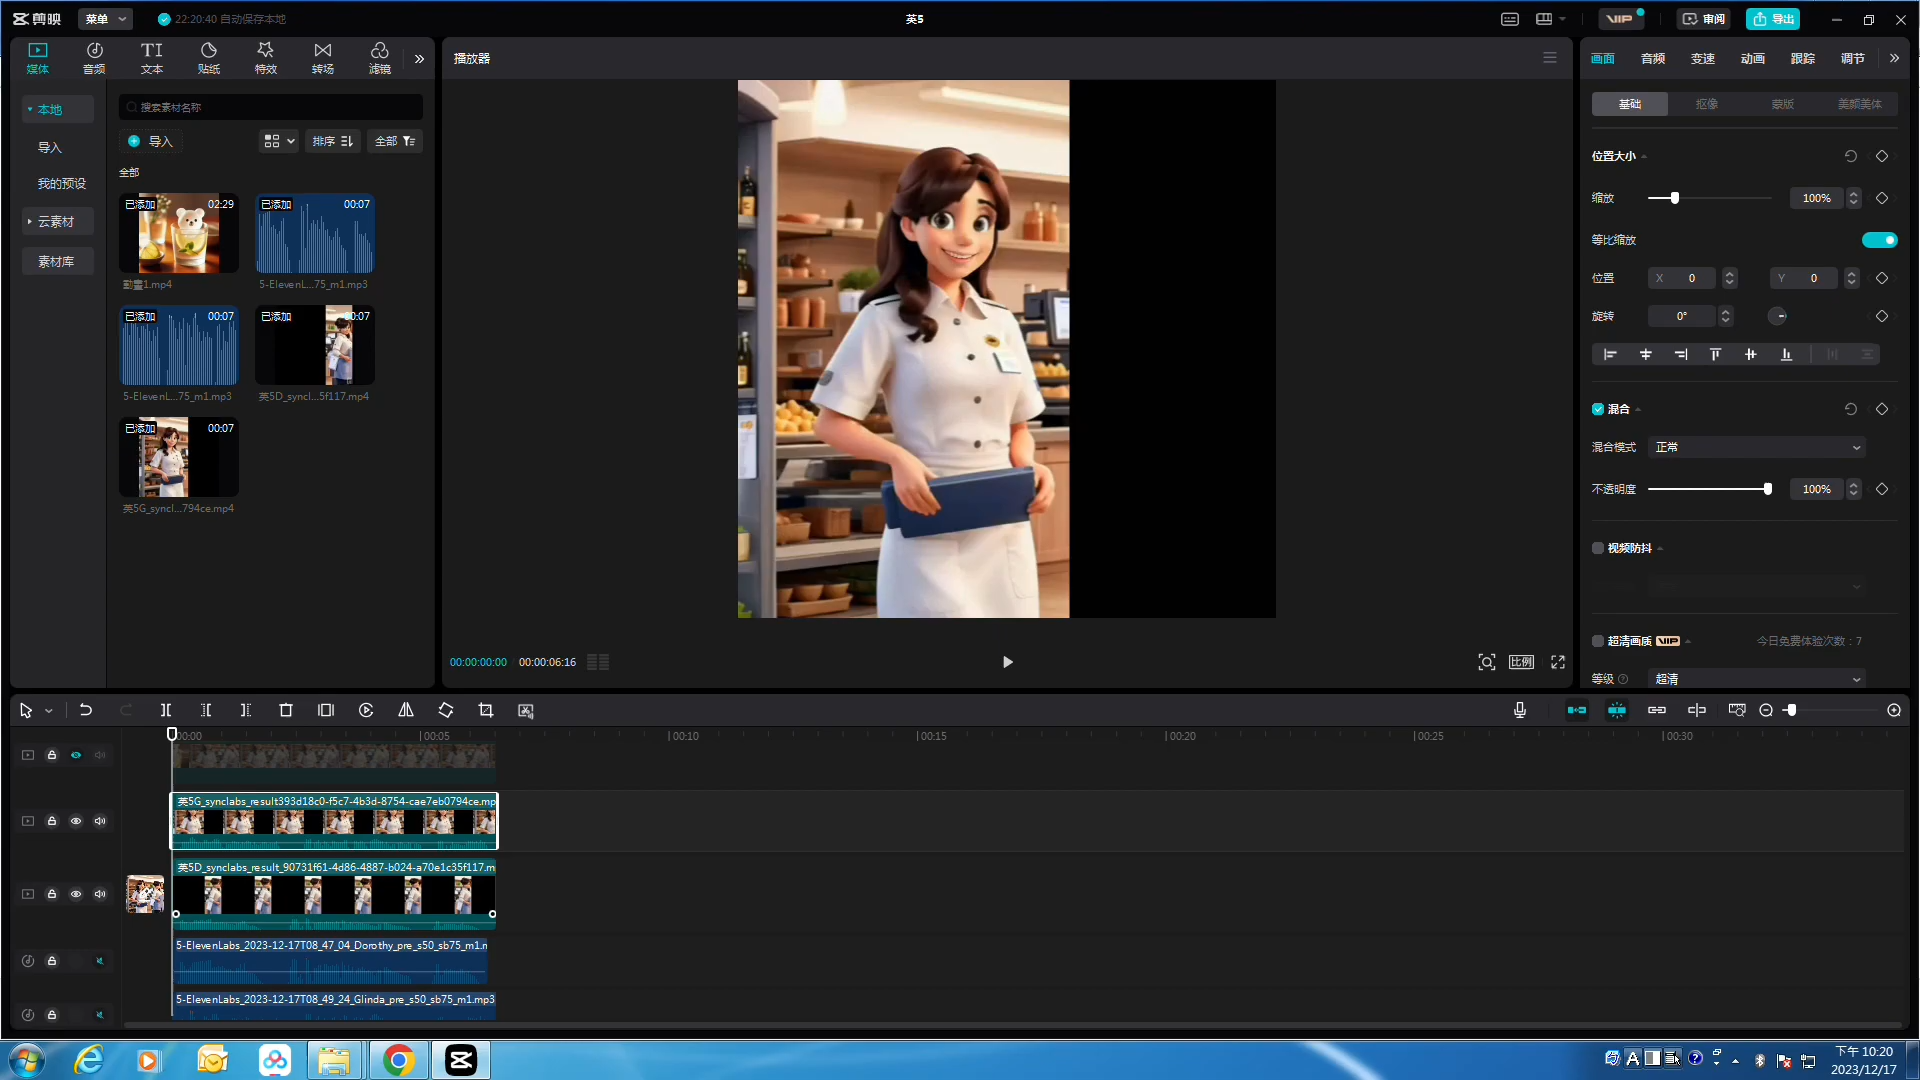 剪映
菜单
22:20:40 自动保存本地
英5
VIP
审阅
导出
媒体
音频
文本
贴纸
特效
转场
滤镜
本地
导入
我的预设
云素材
素材库
搜索素材名称
导入
排序
全部
全部
已添加 02:29
勤畫1.mp4
已添加 00:07
5-ElevenL...75_m1.mp3
已添加 00:07
5-ElevenL...75_m1.mp3
已添加 00:07
英5D_syncl...5f117.mp4
已添加 00:07
英5G_syncl...794ce.mp4
播放器
00:00:00:00 00:00:06:16
比例
画面
音频
变速
动画
跟踪
调节
基础
抠像
蒙版
美颜美体
位置大小
缩放 100%
等比缩放
位置 X 0 Y 0
旋转 0°
混合
混合模式 正常
不透明度 100%
视频防抖
超清画质 VIP 今日免费体验次数：7
等级 超清
00:00 00:05 00:10 00:15 00:20 00:25 00:30
英5G_synclabs_result393d18c0-f5c7-4b3d-8754-cae7eb0794ce.mp
英5D_synclabs_result_90731f61-4d86-4887-b024-a70e1c35f117.m
5-ElevenLabs_2023-12-17T08_47_04_Dorothy_pre_s50_sb75_m1.n
5-ElevenLabs_2023-12-17T08_49_24_Glinda_pre_s50_sb75_m1.mp3
下午 10:20
2023/12/17